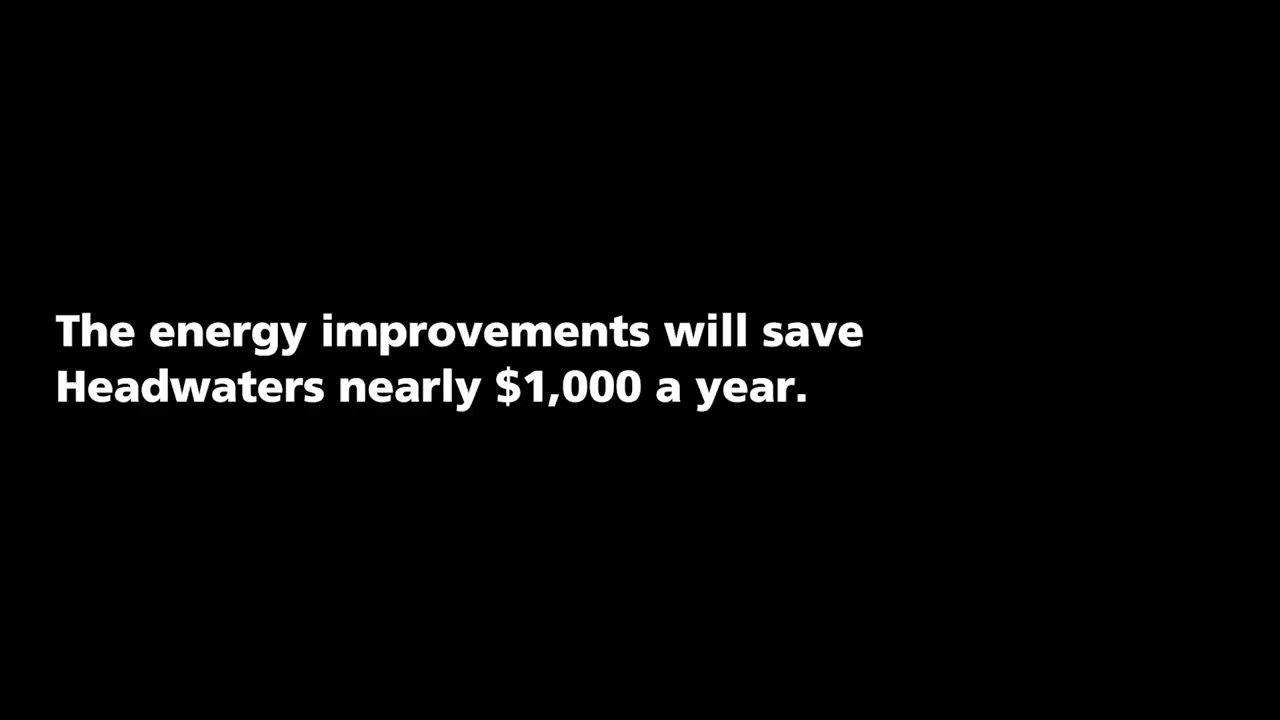 The energy improvements will save
Headwaters nearly $1,000 a year.